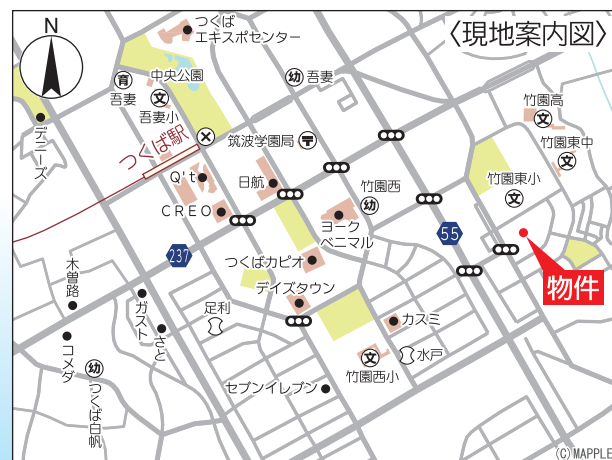 〈現地案内図〉
N
つくば
エキスポセンター
中央公園
育
吾妻
文
吾妻小
幼
吾妻
デニーズ
つくば駅
筑波学園局
竹園高
文
竹園東中
文
竹園東小
文
Q't
日航
竹園西
幼
CREO
ヨーク
ベニマル
55
237
つくばカピオ
物件
木曽路
デイズタウン
ガスト
足利
さと
カスミ
コメダ
幼
つくば白帆
文
竹園西小
水戸
セブンイレブン
(C)MAPPLE